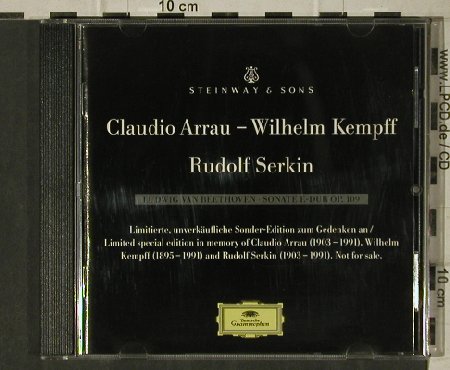 10 cm
STEINWAY & SONS
Claudio Arrau – Wilhelm Kempff
Rudolf Serkin
LUDWIG VAN BEETHOVEN · SONATE E-DUR OP. 109
Limitierte, unverkäufliche Sonder-Edition zum Gedenken an /
Limited special edition in memory of Claudio Arrau (1903–1991), Wilhelm
Kempff (1895–1991) and Rudolf Serkin (1903–1991). Not for sale.
Deutsche
Grammophon
www.LPCD.de / CD
10 cm